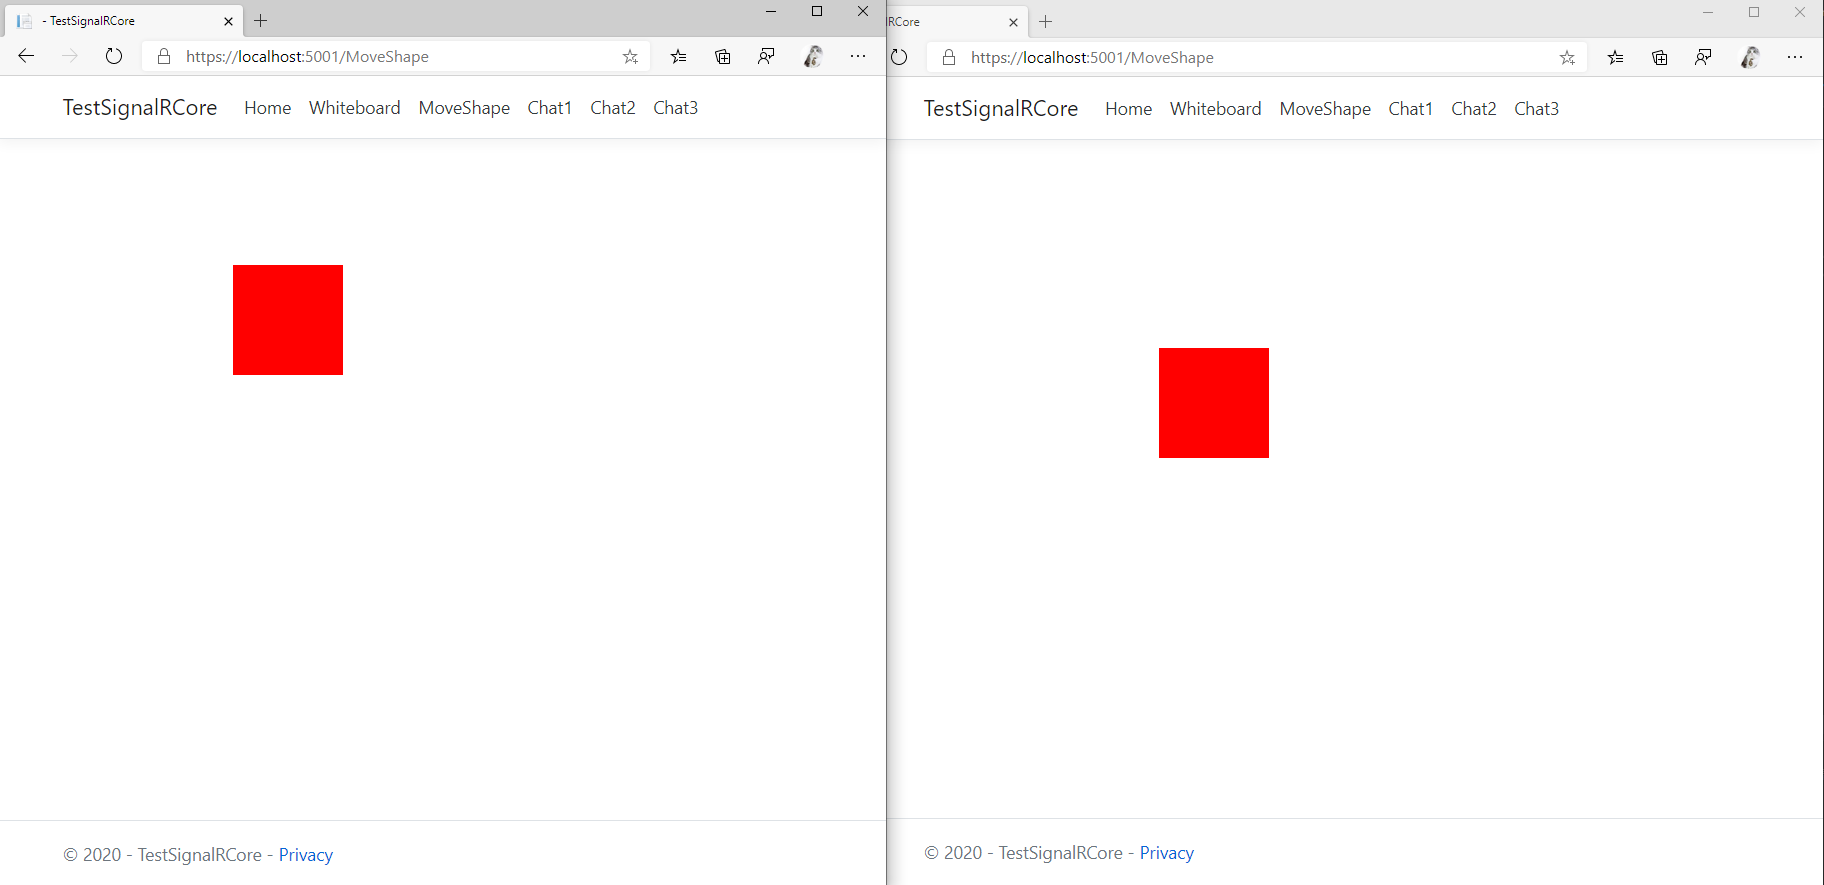 - TestSignalRCore
https://localhost:5001/MoveShape
TestSignalRCore Home Whiteboard MoveShape Chat1 Chat2 Chat3
© 2020 - TestSignalRCore - Privacy
RCore
https://localhost:5001/MoveShape
TestSignalRCore Home Whiteboard MoveShape Chat1 Chat2 Chat3
© 2020 - TestSignalRCore - Privacy